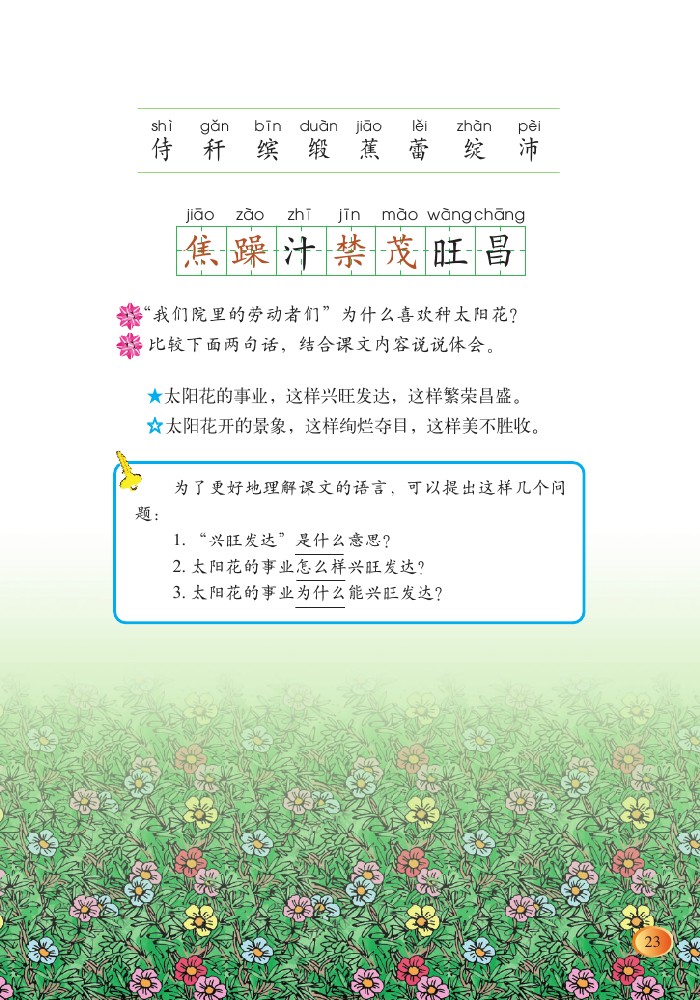 shì gǎn bīn duàn jiāo lěi zhàn pèi
侍 秆 缤 缎 蕉 蕾 绽 沛
jiāo zào zhī jīn mào wàng chāng
焦 躁 汁 禁 茂 旺 昌
“我们院里的劳动者们”为什么喜欢种太阳花？
比较下面两句话，结合课文内容说说体会。
★太阳花的事业，这样兴旺发达，这样繁荣昌盛。
☆太阳花开的景象，这样绚烂夺目，这样美不胜收。
为了更好地理解课文的语言，可以提出这样几个问
题：
1. “兴旺发达”是什么意思？
2. 太阳花的事业怎么样兴旺发达？
3. 太阳花的事业为什么能兴旺发达？
23